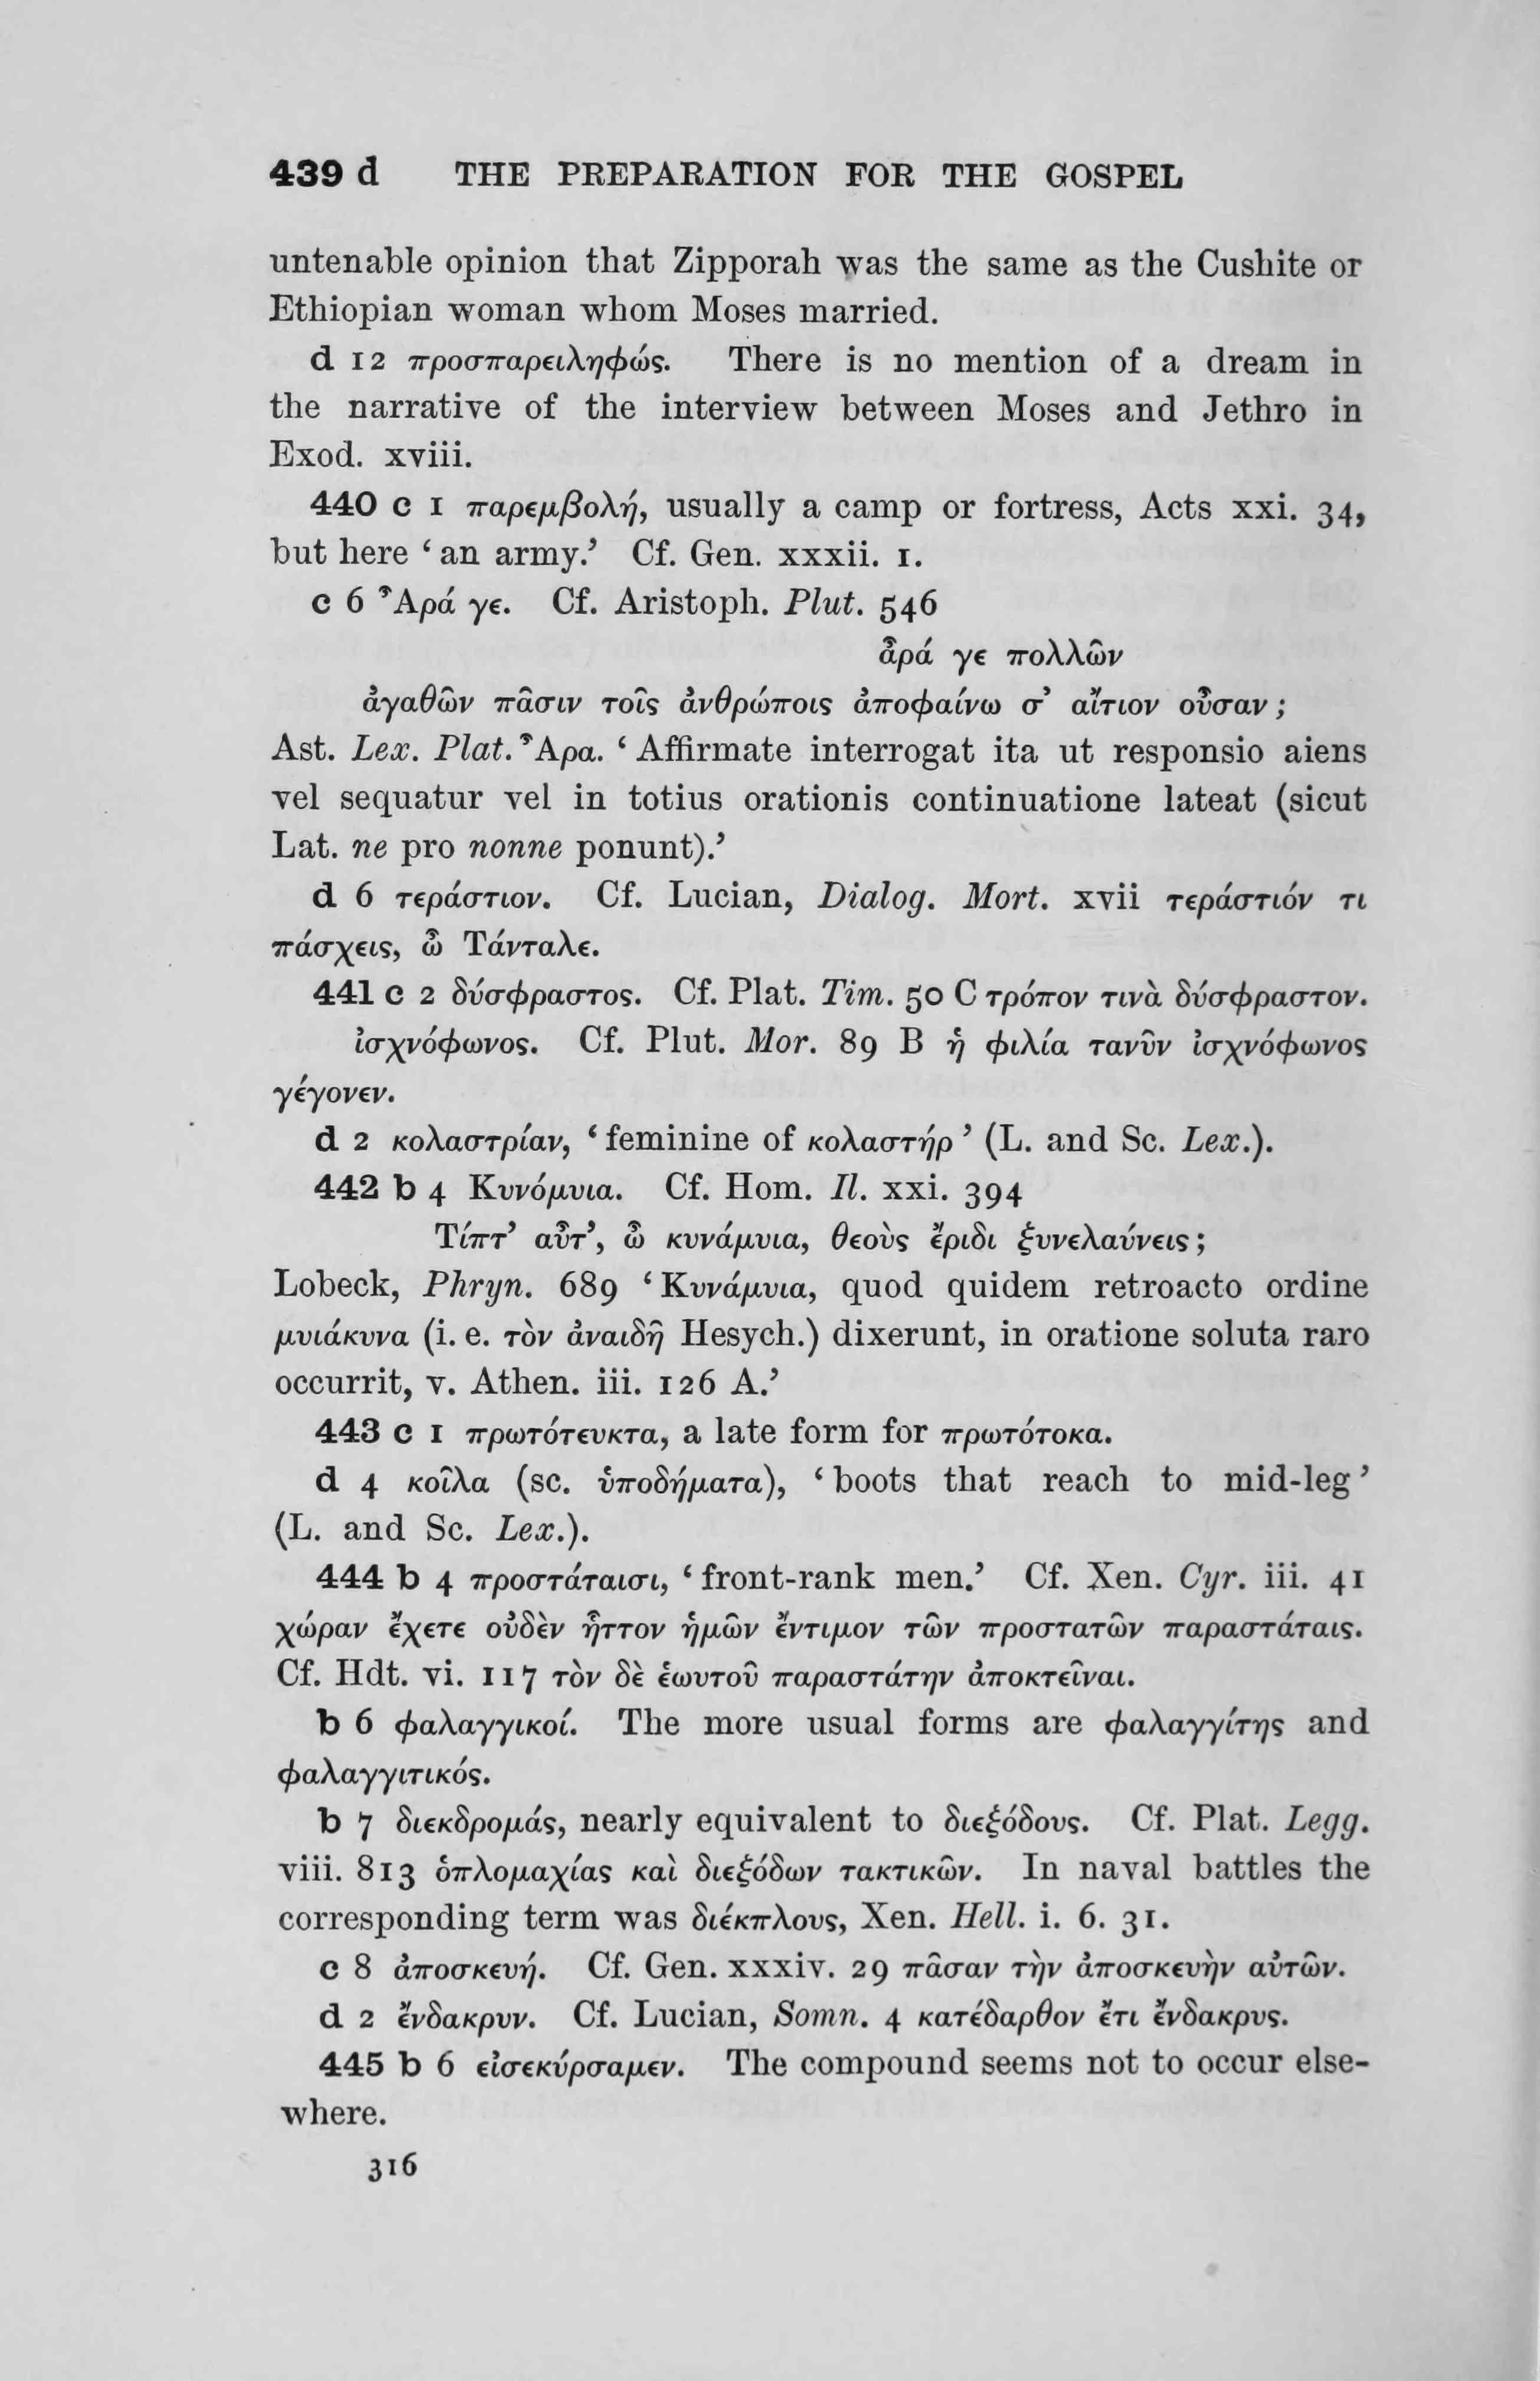 439 d THE PREPARATION FOR THE GOSPEL
untenable opinion that Zipporah was the same as the Cushite or
Ethiopian woman whom Moses married.
d 12 προσπαρειληφώς. There is no mention of a dream in
the narrative of the interview between Moses and Jethro in
Exod. xviii.
440 c 1 παρεμβολή, usually a camp or fortress, Acts xxi. 34,
but here ‘an army.’ Cf. Gen. xxxii. 1.
c 6 Ἆρά γε. Cf. Aristoph. Plut. 546
ἆρά γε πολλῶν
ἀγαθῶν πᾶσιν τοῖς ἀνθρώποις ἀποφαίνω σ’ αἴτιον οὖσαν ;
Ast. Lex. Plat. Ἆρα. ‘Affirmate interrogat ita ut responsio aiens
vel sequatur vel in totius orationis continuatione lateat (sicut
Lat. ne pro nonne ponunt).’
d 6 τεράστιον. Cf. Lucian, Dialog. Mort. xvii τεράστιόν τι
πάσχεις, ὦ Τάνταλε.
441 c 2 δύσφραστος. Cf. Plat. Tim. 50 C τρόπον τινὰ δύσφραστον.
ἰσχνόφωνος. Cf. Plut. Mor. 89 B ἡ φιλία τανῦν ἰσχνόφωνος
γέγονεν.
d 2 κολαστρίαν, ‘feminine of κολαστήρ’ (L. and Sc. Lex.).
442 b 4 Κυνόμυια. Cf. Hom. Il. xxi. 394
Τίπτ’ αὖτ’, ὦ κυνάμυια, θεοὺς ἔριδι ξυνελαύνεις ;
Lobeck, Phryn. 689 ‘Κυνάμυια, quod quidem retroacto ordine
μυιάκυνα (i. e. τὸν ἀναιδῆ Hesych.) dixerunt, in oratione soluta raro
occurrit, v. Athen. iii. 126 A.’
443 c 1 πρωτότευκτα, a late form for πρωτότοκα.
d 4 κοῖλα (sc. ὑποδήματα), ‘boots that reach to mid-leg’
(L. and Sc. Lex.).
444 b 4 προστάταισι, ‘front-rank men.’ Cf. Xen. Cyr. iii. 41
χώραν ἔχετε οὐδὲν ἧττον ἡμῶν ἔντιμον τῶν προστατῶν παραστάταις.
Cf. Hdt. vi. 117 τὸν δὲ ἑωυτοῦ παραστάτην ἀποκτεῖναι.
b 6 φαλαγγικοί. The more usual forms are φαλαγγίτης and
φαλαγγιτικός.
b 7 διεκδρομάς, nearly equivalent to διεξόδους. Cf. Plat. Legg.
viii. 813 ὁπλομαχίας καὶ διεξόδων τακτικῶν. In naval battles the
corresponding term was διέκπλους, Xen. Hell. i. 6. 31.
c 8 ἀποσκευή. Cf. Gen. xxxiv. 29 πᾶσαν τὴν ἀποσκευὴν αὐτῶν.
d 2 ἔνδακρυν. Cf. Lucian, Somn. 4 κατέδαρθον ἔτι ἔνδακρυς.
445 b 6 εἰσεκύρσαμεν. The compound seems not to occur else-
where.
316